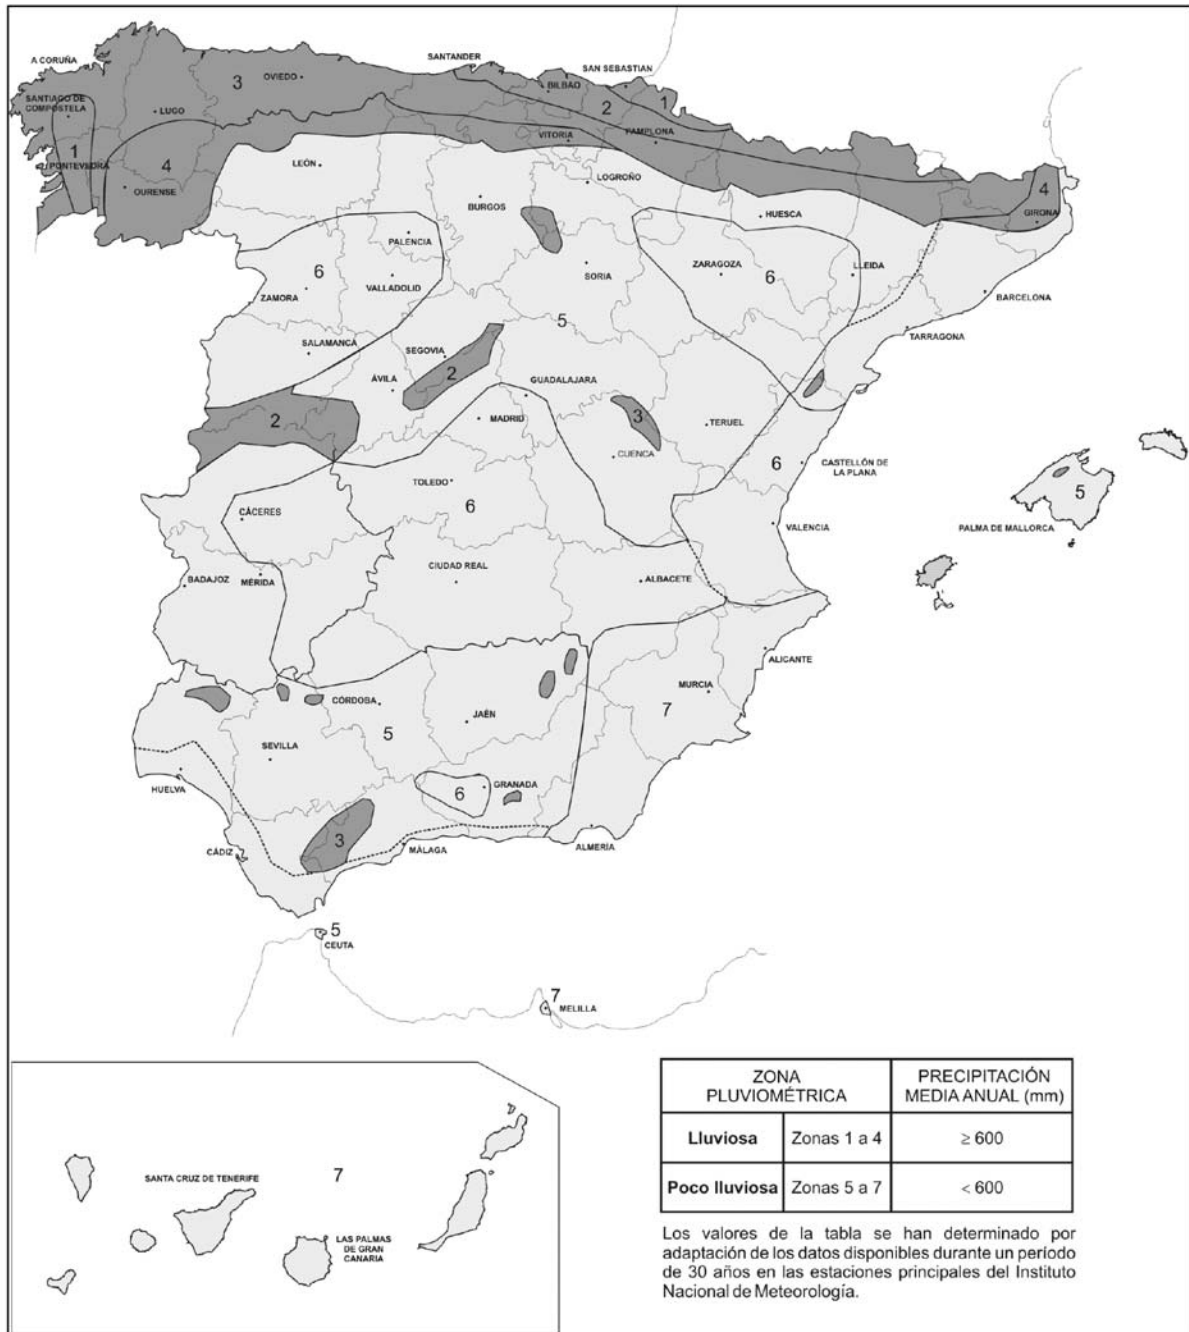 A CORUÑA
SANTANDER
SAN SEBASTIAN
3
OVIEDO
BILBAO
SANTIAGO DE
COMPOSTELA
LUGO
2
1
VITORIA
PAMPLONA
1
PONTEVEDRA
4
OURENSE
LEÓN
LOGROÑO
4
BURGOS
HUESCA
GIRONA
PALENCIA
6
ZAMORA
VALLADOLID
SORIA
ZARAGOZA
6
LLEIDA
BARCELONA
5
TARRAGONA
SALAMANCA
SEGOVIA
ÁVILA
2
GUADALAJARA
2
MADRID
3
TERUEL
CUENCA
6
CASTELLÓN DE
LA PLANA
TOLEDO
6
5
CÁCERES
VALENCIA
PALMA DE MALLORCA
CIUDAD REAL
BADAJOZ
MÉRIDA
ALBACETE
ALICANTE
MURCIA
CÓRDOBA
7
JAÉN
5
SEVILLA
HUELVA
6
GRANADA
3
CÁDIZ
MÁLAGA
ALMERÍA
5
CEUTA
7
MELILLA
7
SANTA CRUZ DE TENERIFE
LAS PALMAS
DE GRAN
CANARIA
ZONA
PLUVIOMÉTRICA
PRECIPITACIÓN
MEDIA ANUAL (mm)
Lluviosa Zonas 1 a 4 ≥ 600
Poco lluviosa Zonas 5 a 7 < 600
Los valores de la tabla se han determinado por
adaptación de los datos disponibles durante un período
de 30 años en las estaciones principales del Instituto
Nacional de Meteorología.